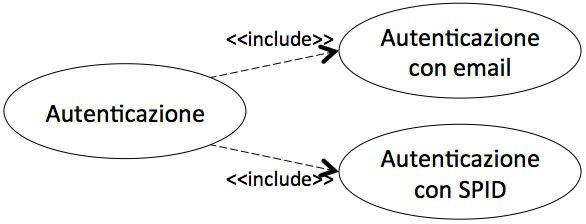 <<include>>
Autenticazione
con email
Autenticazione
<<include>>
Autenticazione
con SPID